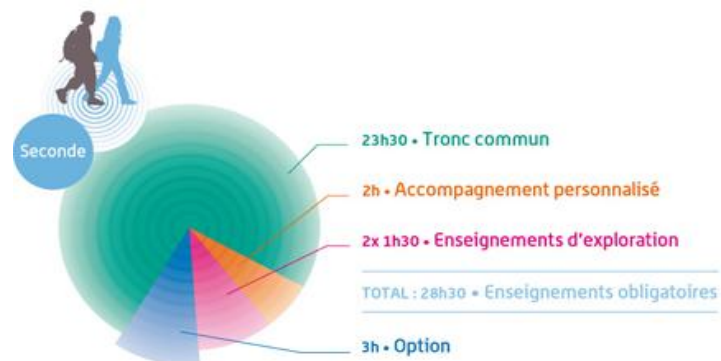 Seconde
23h30 • Tronc commun
2h • Accompagnement personnalisé
2x 1h30 • Enseignements d'exploration
TOTAL : 28h30 • Enseignements obligatoires
3h • Option